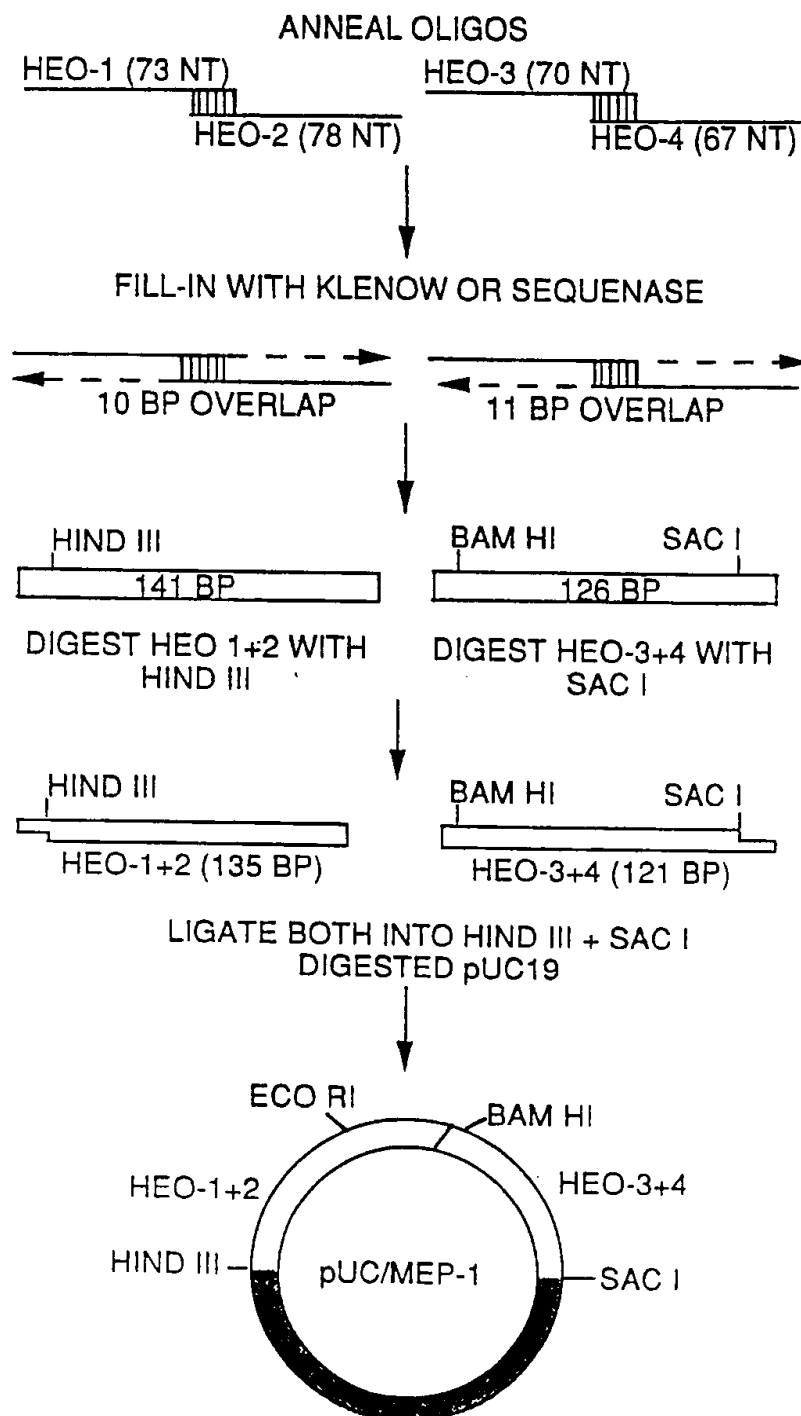 ANNEAL OLIGOS
HEO-1 (73 NT)
HEO-3 (70 NT)
HEO-2 (78 NT)
HEO-4 (67 NT)
FILL-IN WITH KLENOW OR SEQUENASE
10 BP OVERLAP
11 BP OVERLAP
HIND III
BAM HI
SAC I
141 BP
126 BP
DIGEST HEO 1+2 WITH
HIND III
DIGEST HEO-3+4 WITH
SAC I
HIND III
BAM HI
SAC I
HEO-1+2 (135 BP)
HEO-3+4 (121 BP)
LIGATE BOTH INTO HIND III + SAC I
DIGESTED pUC19
ECO RI
BAM HI
HEO-1+2
HEO-3+4
HIND III
pUC/MEP-1
SAC I